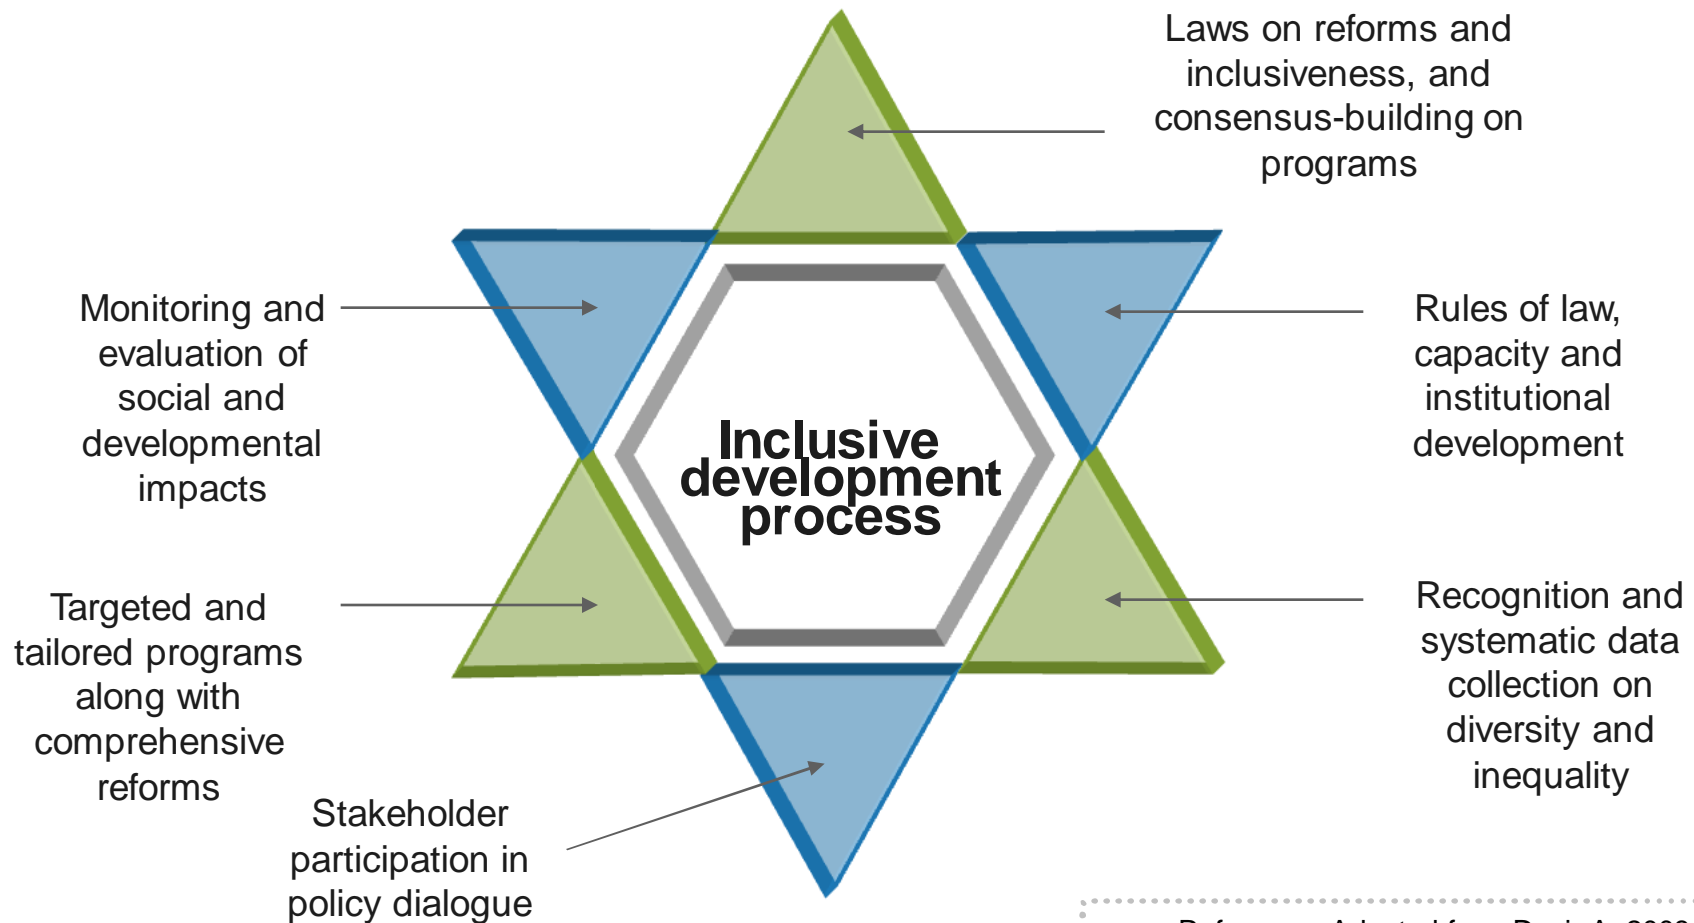 Laws on reforms and
inclusiveness, and
consensus-building on
programs
Monitoring and
evaluation of
social and
developmental
impacts
Rules of law,
capacity and
institutional
development
Inclusive
development
process
Targeted and
tailored programs
along with
comprehensive
reforms
Recognition and
systematic data
collection on
diversity and
inequality
Stakeholder
participation in
policy dialogue